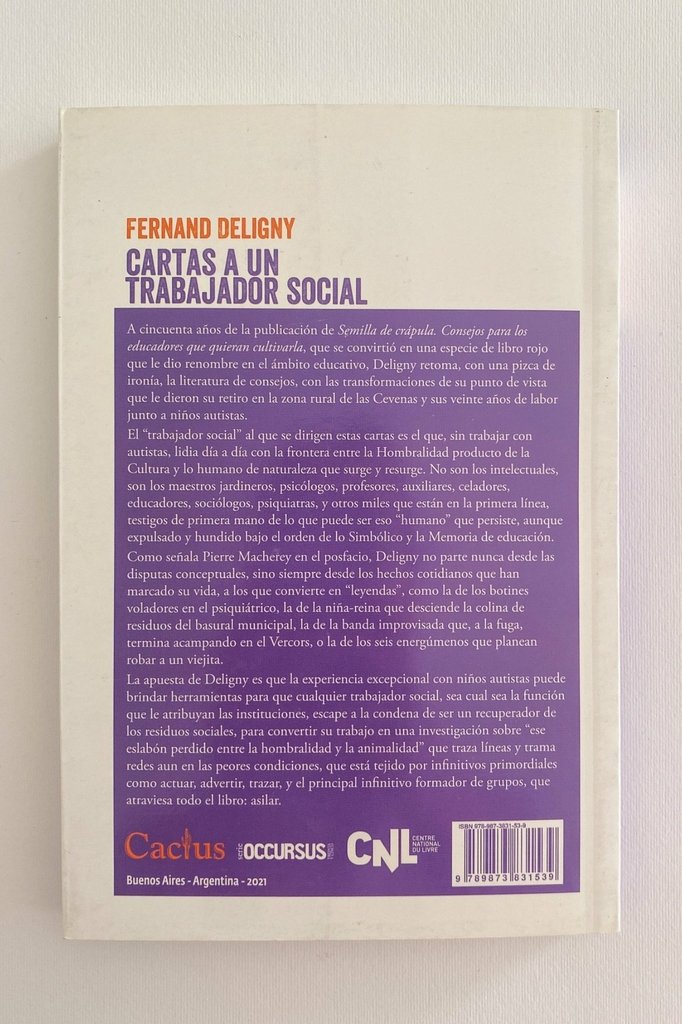 FERNAND DELIGNY
CARTAS A UN
TRABAJADOR SOCIAL
A cincuenta años de la publicación de Semilla de crápula. Consejos para los
educadores que quieran cultivarla, que se convirtió en una especie de libro rojo
que le dio renombre en el ámbito educativo, Deligny retoma, con una pizca de
ironía, la literatura de consejos, con las transformaciones de su punto de vista
que le dieron su retiro en la zona rural de las Cevenas y sus veinte años de labor
junto a niños autistas.
El “trabajador social” al que se dirigen estas cartas es el que, sin trabajar con
autistas, lidia día a día con la frontera entre la Hombralidad producto de la
Cultura y lo humano de naturaleza que surge y resurge. No son los intelectuales,
son los maestros jardineros, psicólogos, profesores, auxiliares, celadores,
educadores, sociólogos, psiquiatras, y otros miles que están en la primera línea,
testigos de primera mano de lo que puede ser eso “humano” que persiste, aunque
expulsado y hundido bajo el orden de lo Simbólico y la Memoria de educación.
Como señala Pierre Macherey en el posfacio, Deligny no parte nunca desde las
disputas conceptuales, sino siempre desde los hechos cotidianos que han
marcado su vida, a los que convierte en “leyendas”, como la de los botines
voladores en el psiquiátrico, la de la niña-reina que desciende la colina de
residuos del basural municipal, la de la banda improvisada que, a la fuga,
termina acampando en el Vercors, o la de los seis energúmenos que planean
robar a un viejita.
La apuesta de Deligny es que la experiencia excepcional con niños autistas puede
brindar herramientas para que cualquier trabajador social, sea cual sea la función
que le atribuyan las instituciones, escape a la condena de ser un recuperador de
los residuos sociales, para convertir su trabajo en una investigación sobre “ese
eslabón perdido entre la hombralidad y la animalidad” que traza líneas y trama
redes aun en las peores condiciones, que está tejido por infinitivos primordiales
como actuar, advertir, trazar, y el principal infinitivo formador de grupos, que
atraviesa todo el libro: asilar.
Cactus
OCCURSUS
CNL CENTRE
NATIONAL
DU LIVRE
ISBN 978-987-3831-53-9
9 789873 831539
Buenos Aires - Argentina - 2021